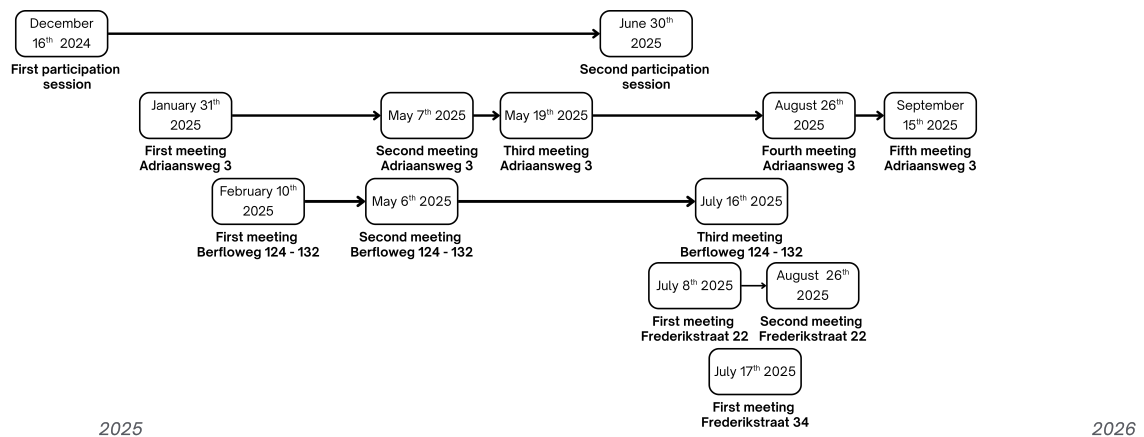 December
16th 2024
First participation
session
June 30th
2025
Second participation
session
January 31th
2025
First meeting
Adriaansweg 3
May 7th 2025
Second meeting
Adriaansweg 3
May 19th 2025
Third meeting
Adriaansweg 3
August 26th
2025
Fourth meeting
Adriaansweg 3
September
15th 2025
Fifth meeting
Adriaansweg 3
February 10th
2025
First meeting
Berfloweg 124 - 132
May 6th 2025
Second meeting
Berfloweg 124 - 132
July 16th 2025
Third meeting
Berfloweg 124 - 132
July 8th 2025
First meeting
Frederikstraat 22
August 26th
2025
Second meeting
Frederikstraat 22
July 17th 2025
First meeting
Frederikstraat 34
2025
2026